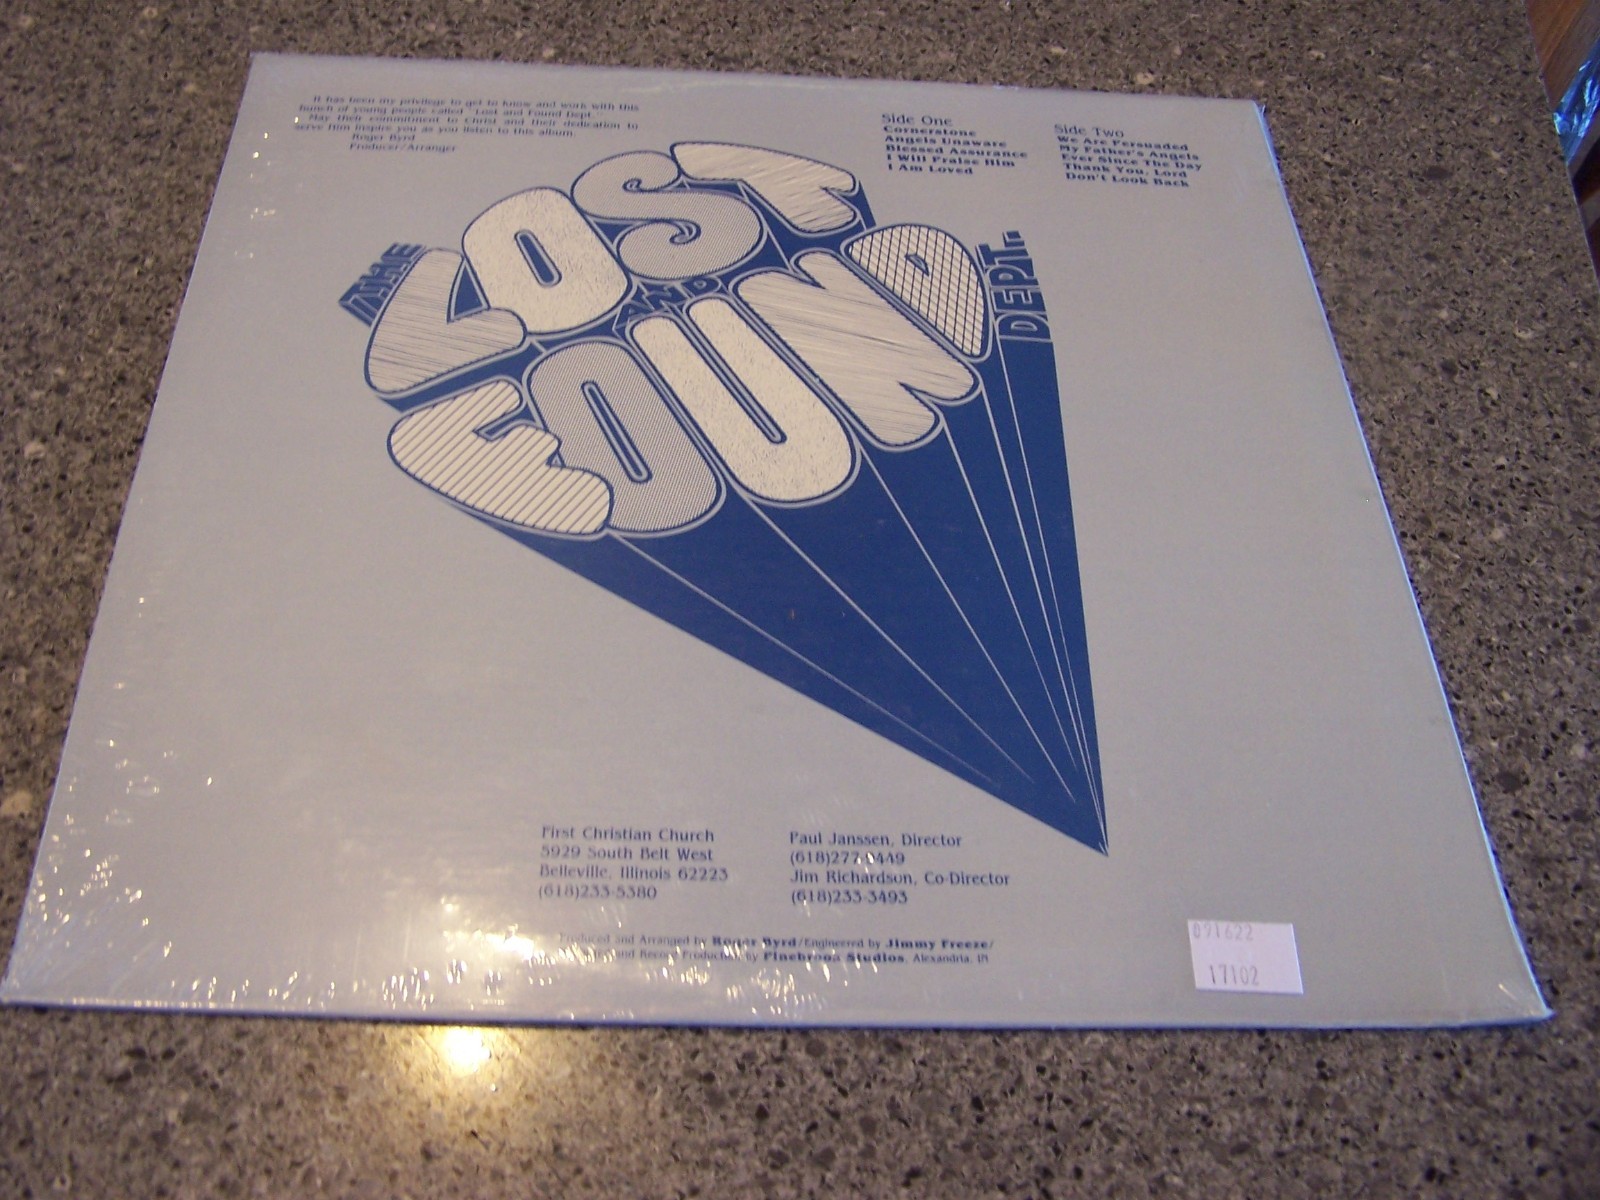 It has been my privilege to get to know and work with this
bunch of young people called "Lost and Found Dept."
May their commitment to Christ and their dedication to
serve Him inspire you as you listen to this album.
Roger Byrd
Producer/Arranger
Side One
Cornerstone
Angels Unaware
Blessed Assurance
I Will Praise Him
I Am Loved
Side Two
We Are Persuaded
My Father's Angels
Ever Since The Day
Thank You, Lord
Don't Look Back
THE
LOST
AND
FOUND
DEPT.
First Christian Church
5929 South Belt West
Belleville, Illinois 62223
(618)233-5380
Paul Janssen, Director
(618)277-9449
Jim Richardson, Co-Director
(618)233-3493
Produced and Arranged by Roger Byrd/Engineered by Jimmy Freeze/
and Record Production by Pinebrook Studios, Alexandria, IN
091622
17102